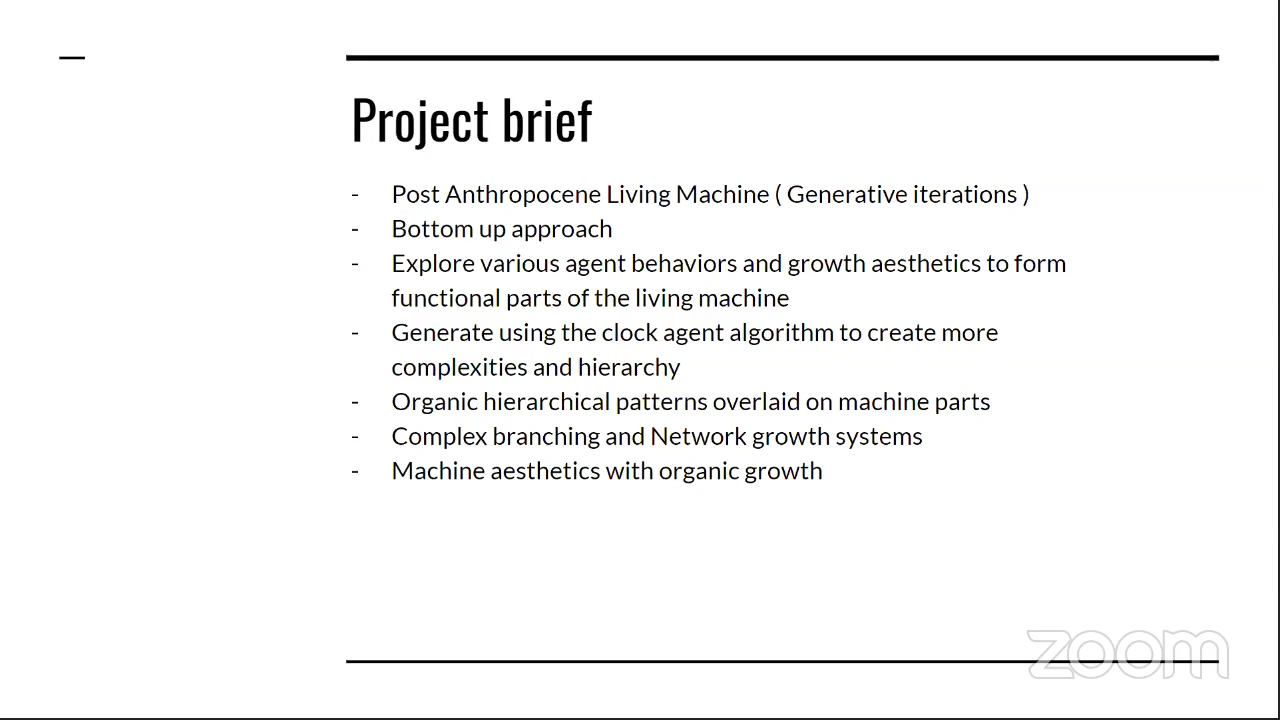 Project brief
- Post Anthropocene Living Machine ( Generative iterations )
- Bottom up approach
- Explore various agent behaviors and growth aesthetics to form
functional parts of the living machine
- Generate using the clock agent algorithm to create more
complexities and hierarchy
- Organic hierarchical patterns overlaid on machine parts
- Complex branching and Network growth systems
- Machine aesthetics with organic growth
zoom